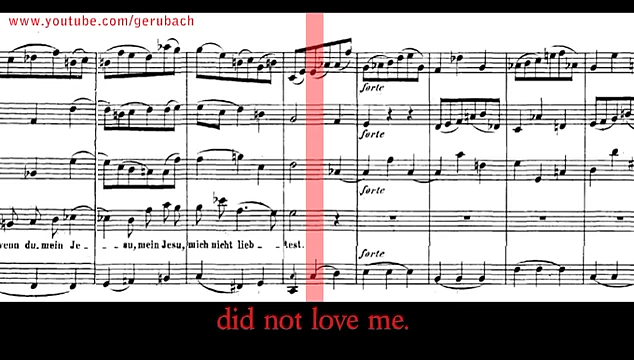 www.youtube.com/gerubach
forte
forte
forte
wenn du mein Je - - - su, mein Jesu, mich nicht lieb - - test.
forte
did not love me.